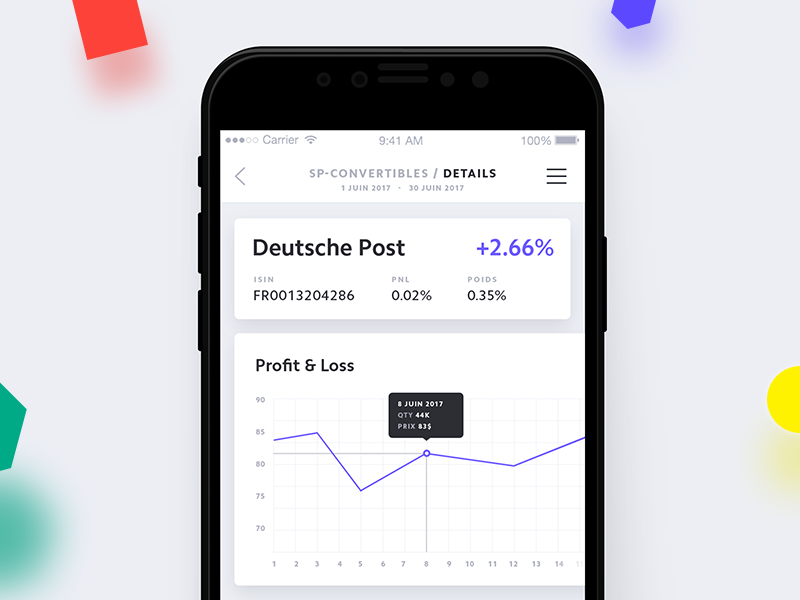 Carrier 9:41 AM 100%
SP-CONVERTIBLES / DETAILS
1 JUIN 2017 • 30 JUIN 2017
Deutsche Post +2.66%
ISIN PNL POIDS
FR0013204286 0.02% 0.35%
Profit & Loss
8 JUIN 2017
QTY 44K
PRIX 83$
90
85
80
75
70
1 2 3 4 5 6 7 8 9 10 11 12 13 14